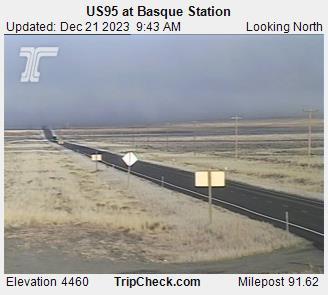 US95 at Basque Station
Updated: Dec 21 2023 9:43 AM Looking North
Elevation 4460 TripCheck.com Milepost 91.62